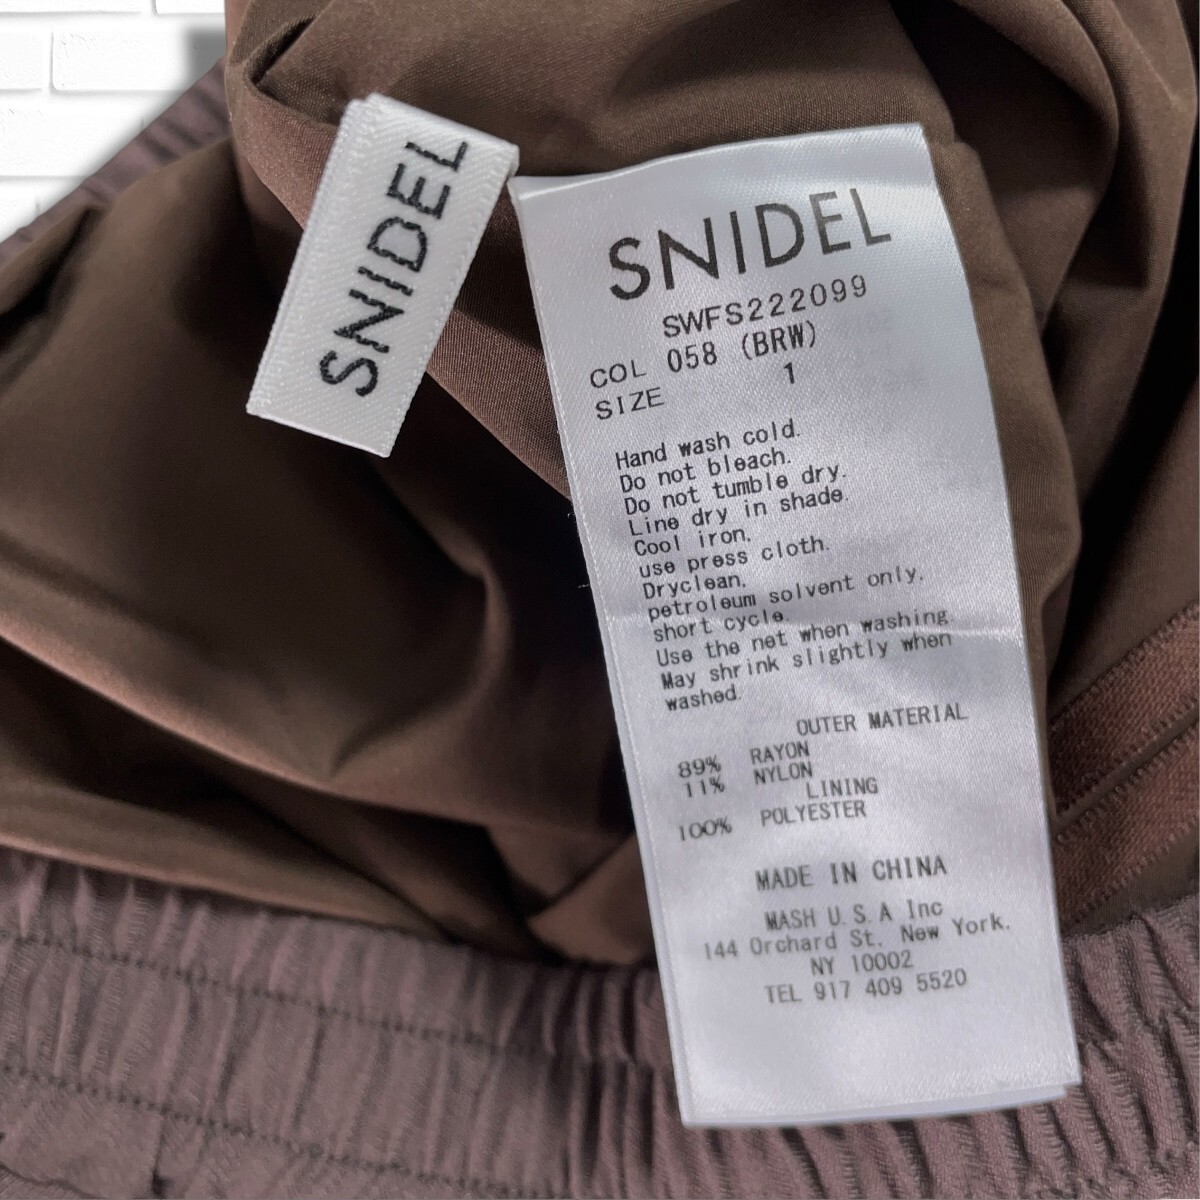 SNIDEL
SNIDEL
SWFS222099
COL 058 (BRW)
SIZE 1
Hand wash cold.
Do not bleach.
Do not tumble dry.
Line dry in shade.
Cool iron.
use press cloth.
Dryclean.
petroleum solvent only.
short cycle.
Use the net when washing.
May shrink slightly when
washed.
OUTER MATERIAL
89% RAYON
11% NYLON
LINING
100% POLYESTER
MADE IN CHINA
MASH U.S.A Inc
144 Orchard St. New York.
NY 10002
TEL 917 409 5520